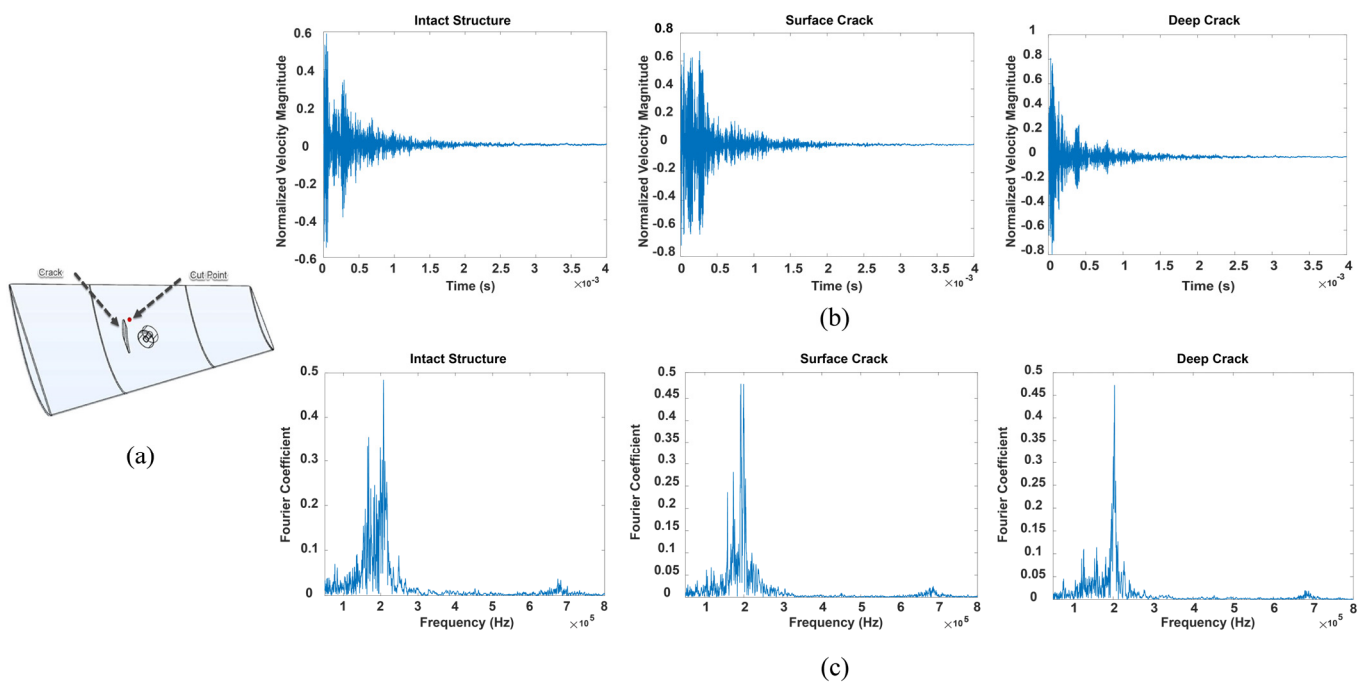 Intact Structure
Surface Crack
Deep Crack
Normalized Velocity Magnitude
0.6
0.4
0.2
0
-0.2
-0.4
-0.6
0 0.5 1 1.5 2 2.5 3 3.5 4
Time (s)
×10⁻³
Normalized Velocity Magnitude
0.8
0.6
0.4
0.2
0
-0.2
-0.4
-0.6
-0.8
0 0.5 1 1.5 2 2.5 3 3.5 4
Time (s)
×10⁻³
Normalized Velocity Magnitude
1
0.8
0.6
0.4
0.2
0
-0.2
-0.4
-0.6
-0.8
0 0.5 1 1.5 2 2.5 3 3.5 4
Time (s)
×10⁻³
Crack
Cut Point
(a)
(b)
Intact Structure
Surface Crack
Deep Crack
Fourier Coefficient
0.5
0.4
0.3
0.2
0.1
0
1 2 3 4 5 6 7 8
Frequency (Hz)
×10⁵
Fourier Coefficient
0.5
0.45
0.4
0.35
0.3
0.25
0.2
0.15
0.1
0.05
0
1 2 3 4 5 6 7 8
Frequency (Hz)
×10⁵
Fourier Coefficient
0.5
0.45
0.4
0.35
0.3
0.25
0.2
0.15
0.1
0.05
0
1 2 3 4 5 6 7 8
Frequency (Hz)
×10⁵
(c)